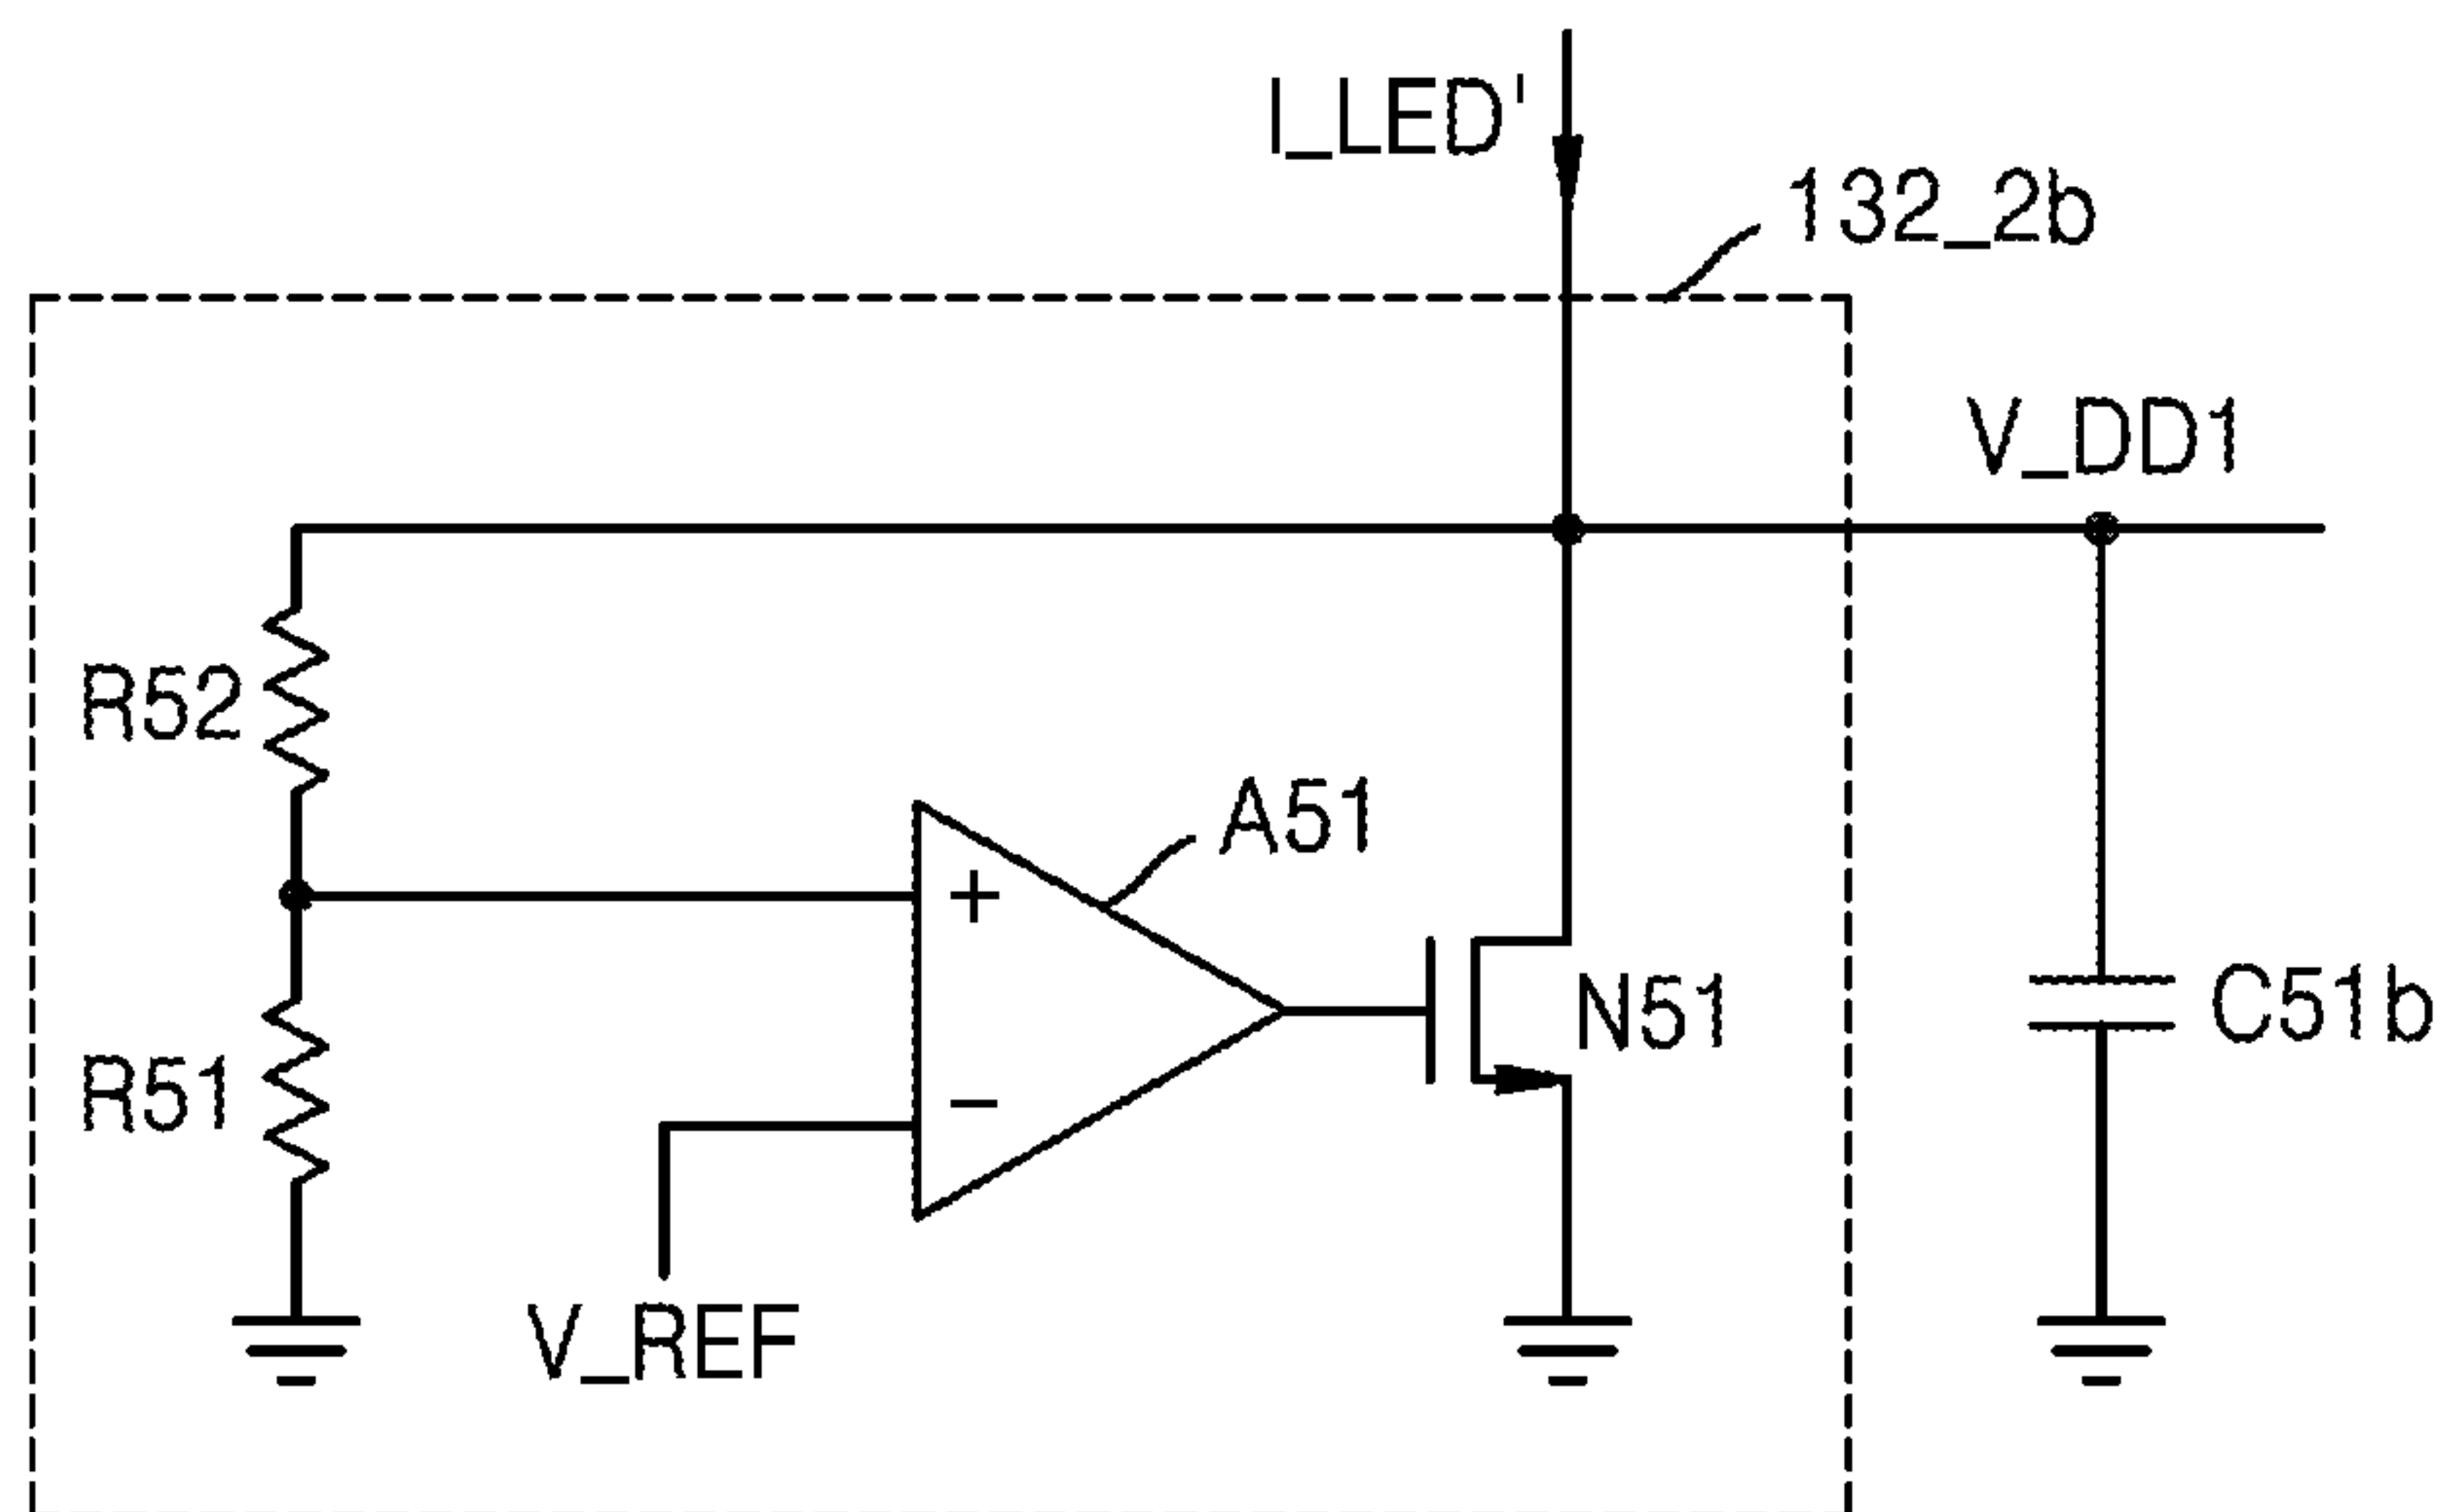 I_LED'
132_2b
V_DD1
R52
A51
+
N51
C51b
R51
−
V_REF